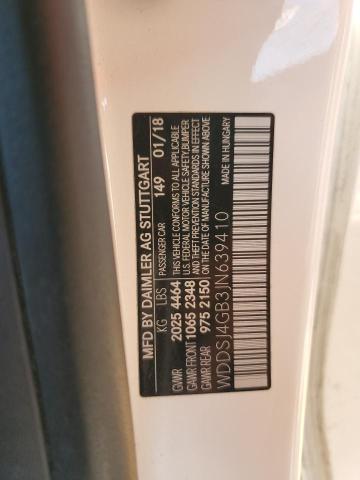 MFD BY DAIMLER AG STUTTGART
PASSENGER CAR 149 01/18
KG LBS
GVWR 2025 4464
GAWR FRONT 1065 2348
GAWR REAR 975 2150
THIS VEHICLE CONFORMS TO ALL APPLICABLE
U.S. FEDERAL MOTOR VEHICLE SAFETY,BUMPER
AND THEFT PREVENTION STANDARDS IN EFFECT
ON THE DATE OF MANUFACTURE SHOWN ABOVE
WDDSJ4GB3JN639410
MADE IN HUNGARY